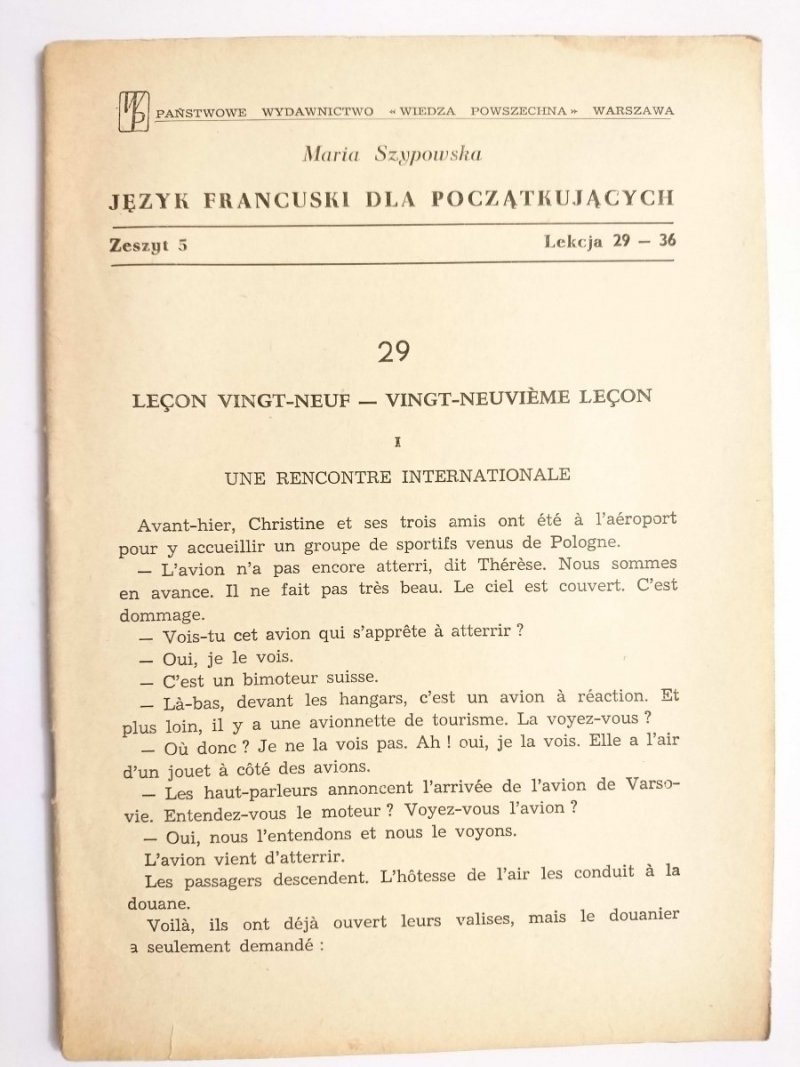 WP PAŃSTWOWE WYDAWNICTWO «WIEDZA POWSZECHNA» WARSZAWA
Maria Szypowska
JĘZYK FRANCUSKI DLA POCZĄTKUJĄCYCH
Zeszyt 5 Lekcja 29 — 36
29
LEÇON VINGT-NEUF — VINGT-NEUVIÈME LEÇON
I
UNE RENCONTRE INTERNATIONALE
Avant-hier, Christine et ses trois amis ont été à l'aéroport
pour y accueillir un groupe de sportifs venus de Pologne.
— L'avion n'a pas encore atterri, dit Thérèse. Nous sommes
en avance. Il ne fait pas très beau. Le ciel est couvert. C'est
dommage.
— Vois-tu cet avion qui s'apprête à atterrir ?
— Oui, je le vois.
— C'est un bimoteur suisse.
— Là-bas, devant les hangars, c'est un avion à réaction. Et
plus loin, il y a une avionnette de tourisme. La voyez-vous ?
— Où donc ? Je ne la vois pas. Ah ! oui, je la vois. Elle a l'air
d'un jouet à côté des avions.
— Les haut-parleurs annoncent l'arrivée de l'avion de Varso-
vie. Entendez-vous le moteur ? Voyez-vous l'avion ?
— Oui, nous l'entendons et nous le voyons.
L'avion vient d'atterrir.
Les passagers descendent. L'hôtesse de l'air les conduit à la
douane.
Voilà, ils ont déjà ouvert leurs valises, mais le douanier
a seulement demandé :